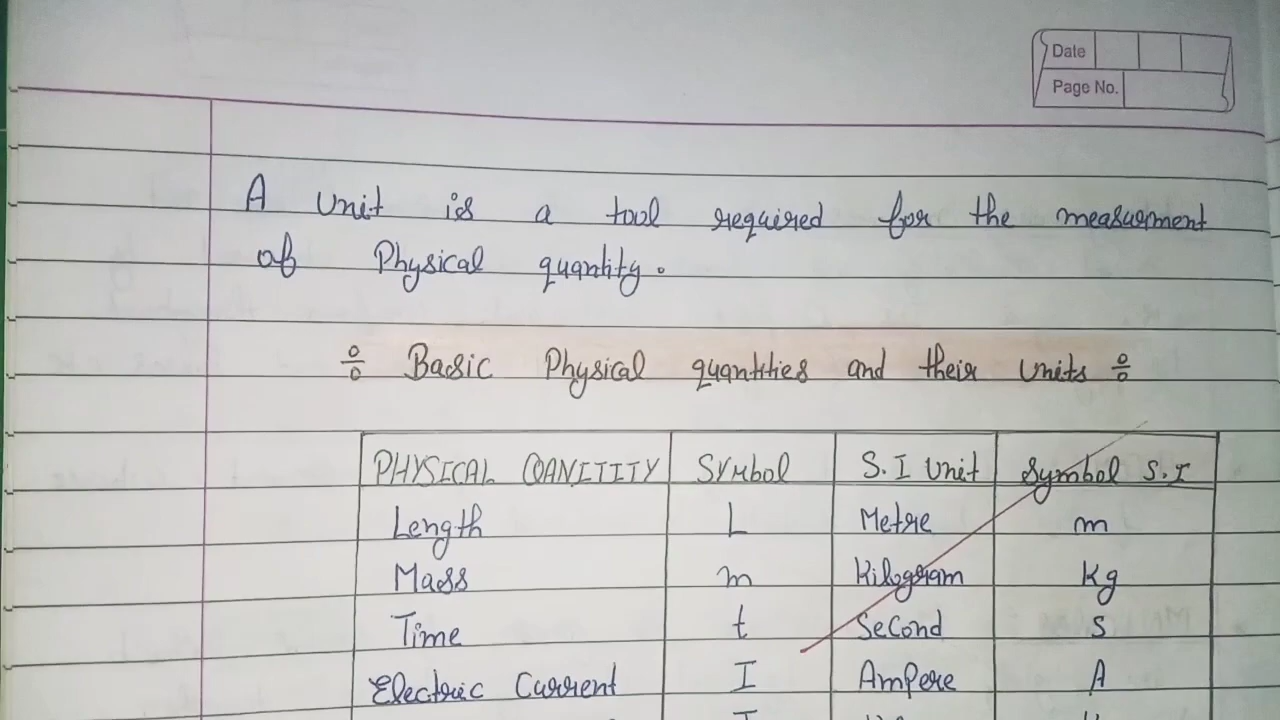 Date
Page No.
A Unit is a tool required for the measurment
of Physical quantity.
÷ Basic Physical quantities and their Units ÷
PHYSICAL QANITITY Symbol S.I Unit Symbol S.I
Length L Metre m
Mass m Kilogram Kg
Time t Second s
Electric Current I Ampere A